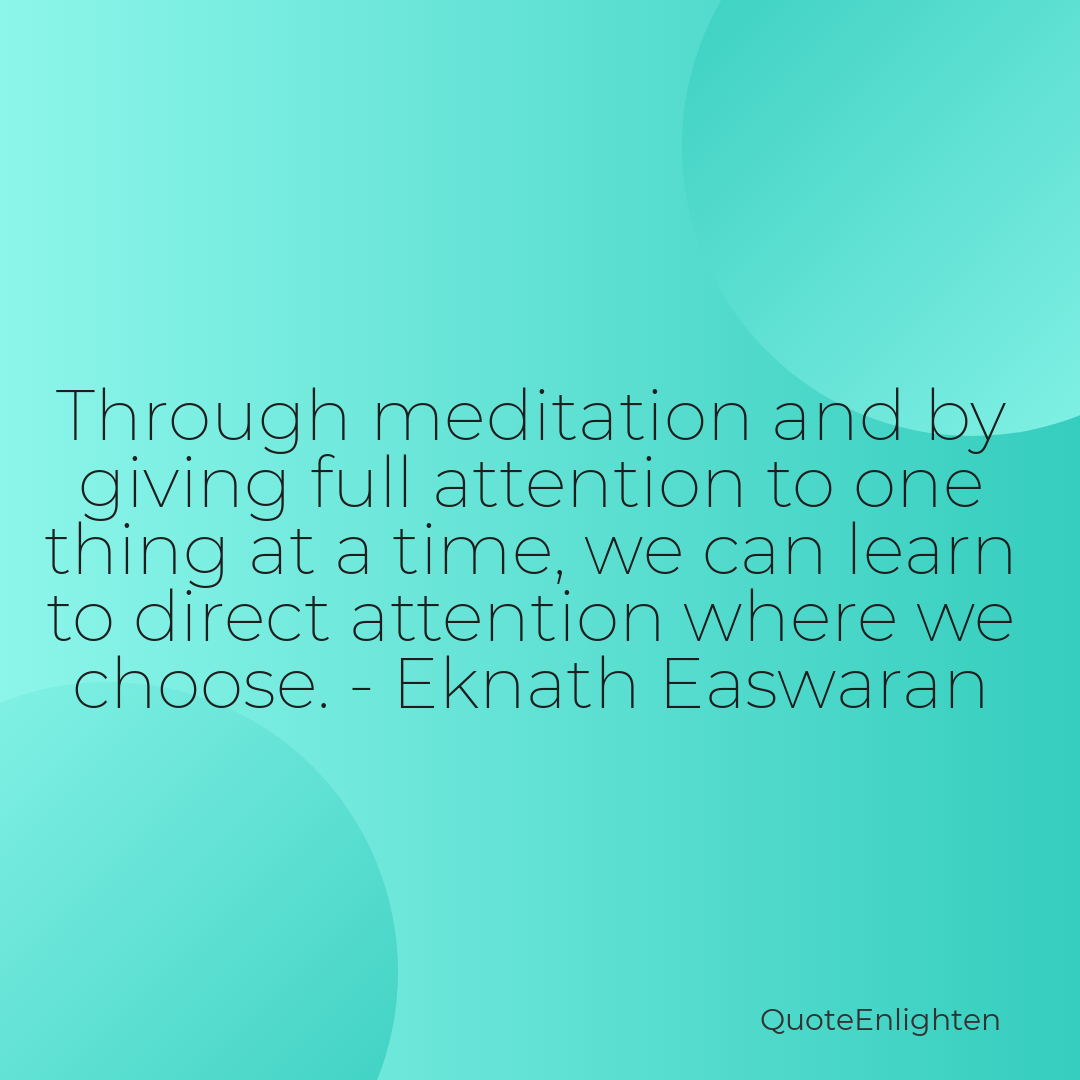 Through meditation and by
giving full attention to one
thing at a time, we can learn
to direct attention where we
choose. - Eknath Easwaran
QuoteEnlighten